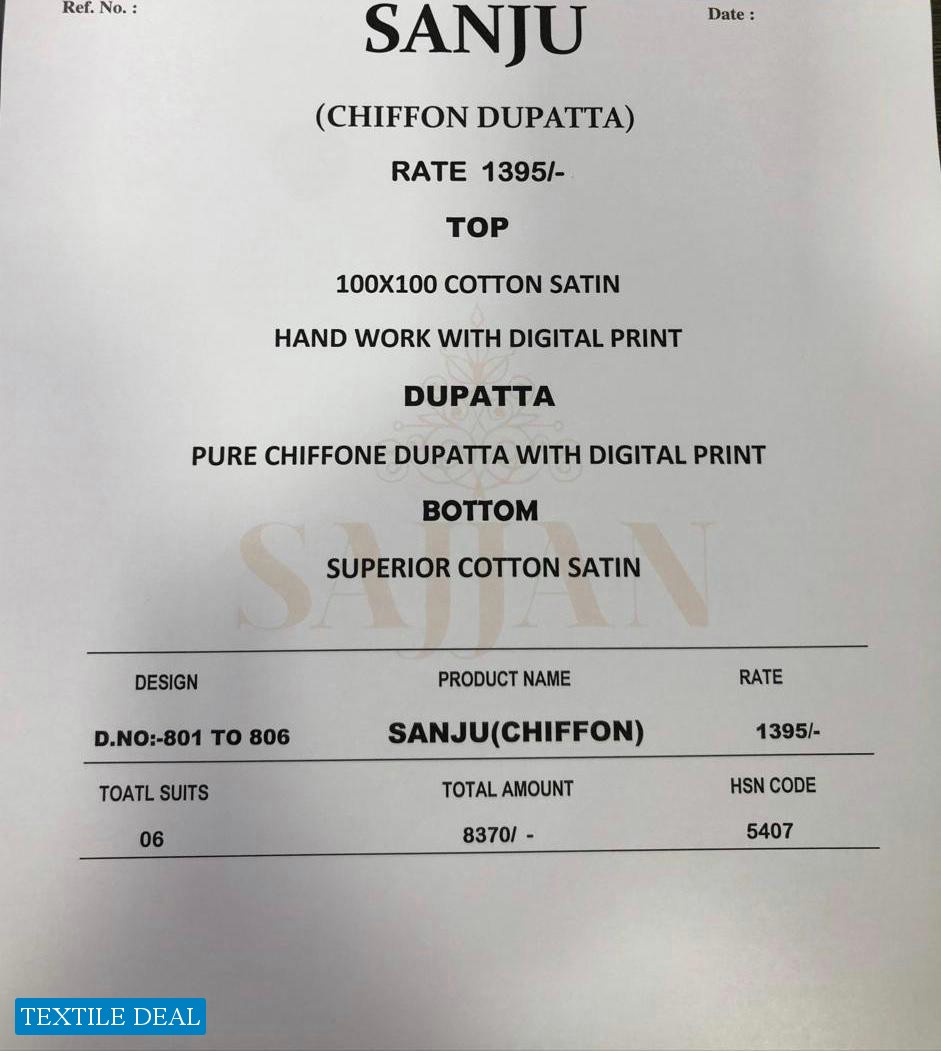 Ref. No. :
Date :
SANJU
(CHIFFON DUPATTA)
RATE 1395/-
TOP
100X100 COTTON SATIN
HAND WORK WITH DIGITAL PRINT
DUPATTA
PURE CHIFFONE DUPATTA WITH DIGITAL PRINT
BOTTOM
SUPERIOR COTTON SATIN
SAJJAN
DESIGN PRODUCT NAME RATE
D.NO:-801 TO 806 SANJU(CHIFFON) 1395/-
TOATL SUITS TOTAL AMOUNT HSN CODE
06 8370/ - 5407
TEXTILE DEAL